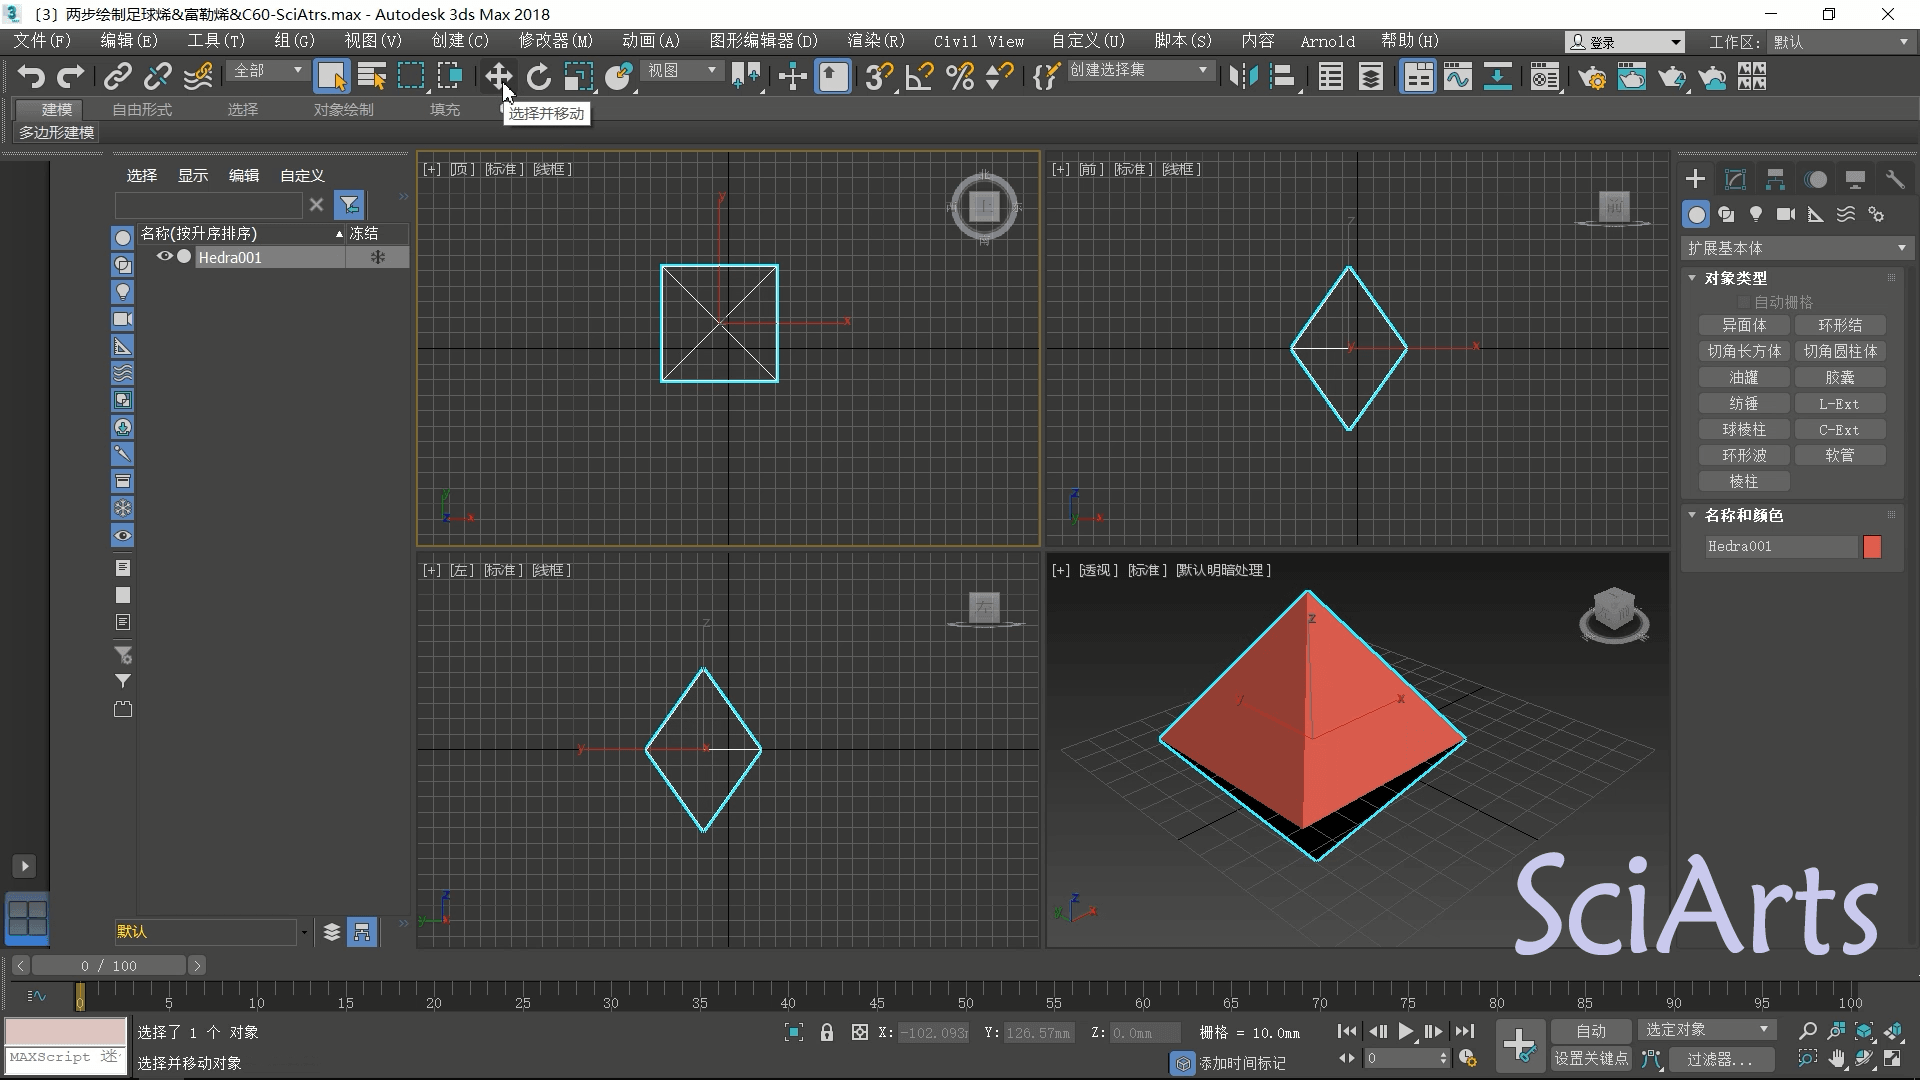 〔3〕两步绘制足球烯&富勒烯&C60-SciAtrs.max - Autodesk 3ds Max 2018
文件(F) 编辑(E) 工具(T) 组(G) 视图(V) 创建(C) 修改器(M) 动画(A) 图形编辑器(D) 渲染(R) Civil View 自定义(U) 脚本(S) 内容 Arnold 帮助(H) 登录 工作区: 默认
全部 视图 创建选择集
建模 自由形式 选择 对象绘制 填充
选择并移动
多边形建模
选择 显示 编辑 自定义
名称(按升序排序) 冻结
Hedra001
[+] [顶] [标准] [线框]
上
北
东
南
y
x
[+] [前] [标准] [线框]
前
z
y x
[+] [左] [标准] [线框]
左
z
y x
[+] [透视] [标准] [默认明暗处理]
z
x
扩展基本体
对象类型
自动栅格
异面体 环形结
切角长方体 切角圆柱体
油罐 胶囊
纺锤 L-Ext
球棱柱 C-Ext
环形波 软管
棱柱
名称和颜色
Hedra001
SciArts
默认
0 / 100
0 5 10 15 20 25 30 35 40 45 50 55 60 65 70 75 80 85 90 95 100
选择了 1 个 对象
X: -102.093 Y: 126.57mm Z: 0.0mm 栅格 = 10.0mm
自动 选定对象
MAXScript 迷
选择并移动对象
添加时间标记
0
设置关键点 过滤器...